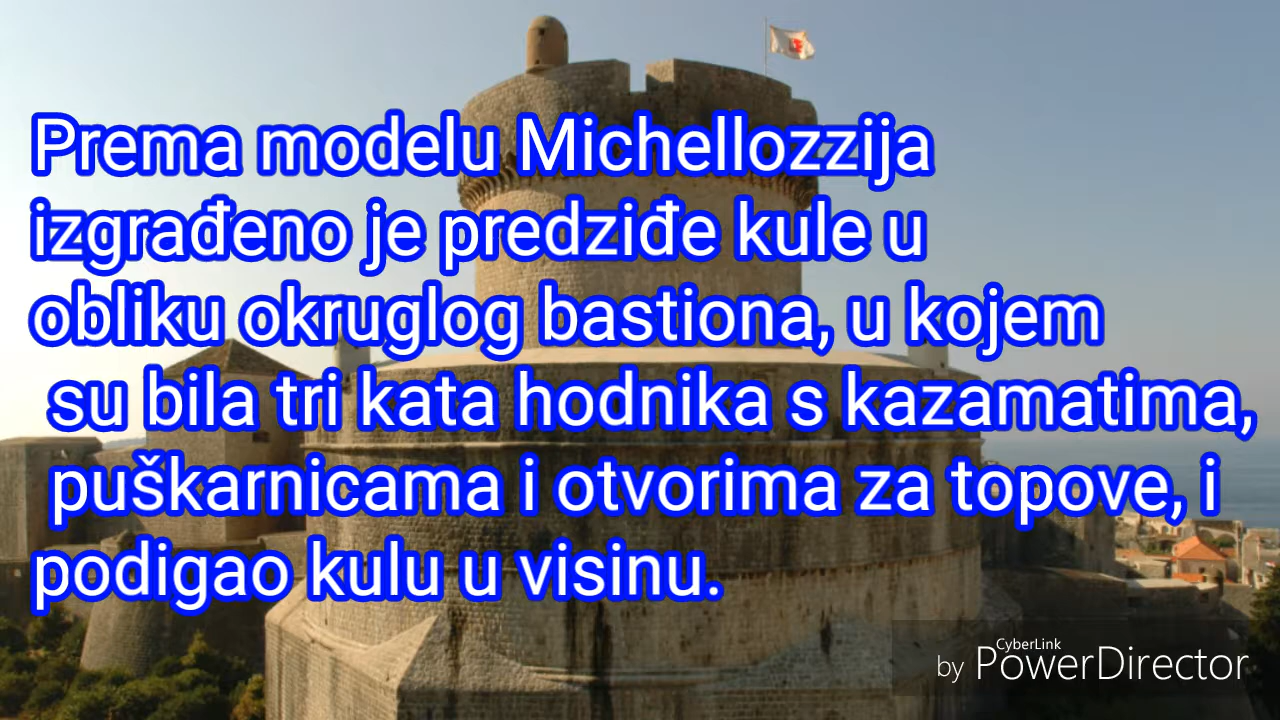 Prema modelu Michellozzija
izgrađeno je predziđe kule u
obliku okruglog bastiona, u kojem
su bila tri kata hodnika s kazamatima,
puškarnicama i otvorima za topove, i
podigao kulu u visinu.
CyberLink
by PowerDirector